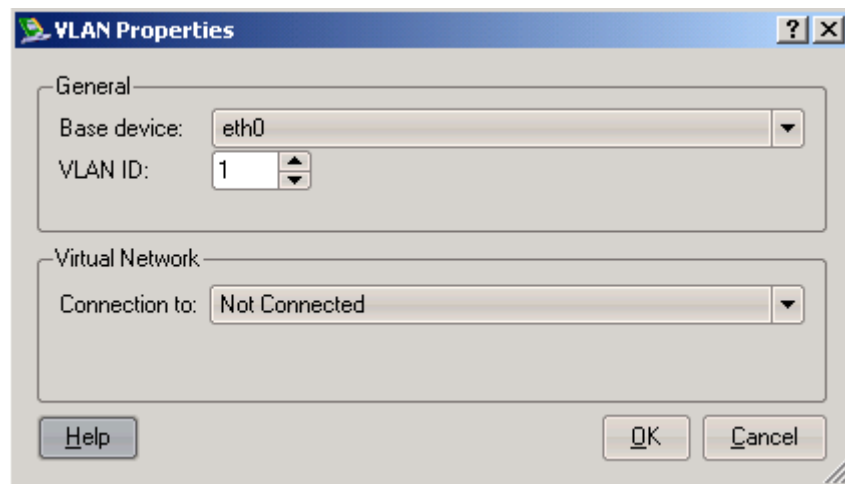 VLAN Properties
General
Base device: eth0
VLAN ID: 1
Virtual Network
Connection to: Not Connected
Help OK Cancel